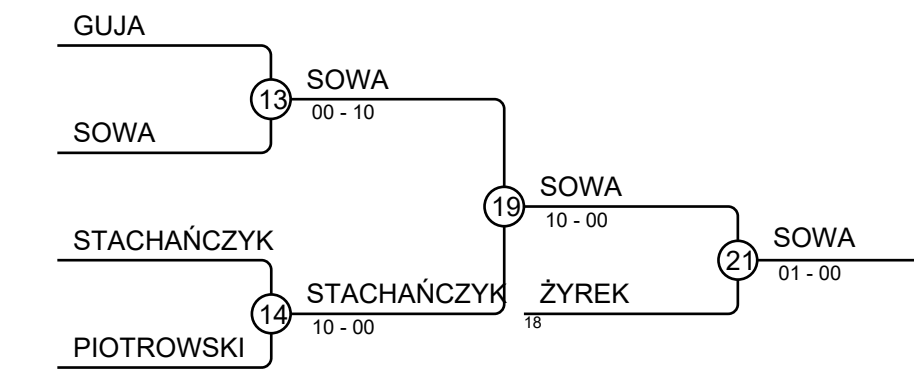 GUJA
SOWA
13
00 - 10
SOWA
SOWA
19
10 - 00
STACHAŃCZYK
SOWA
21
01 - 00
STACHAŃCZYK
ŻYREK
14
10 - 00
18
PIOTROWSKI